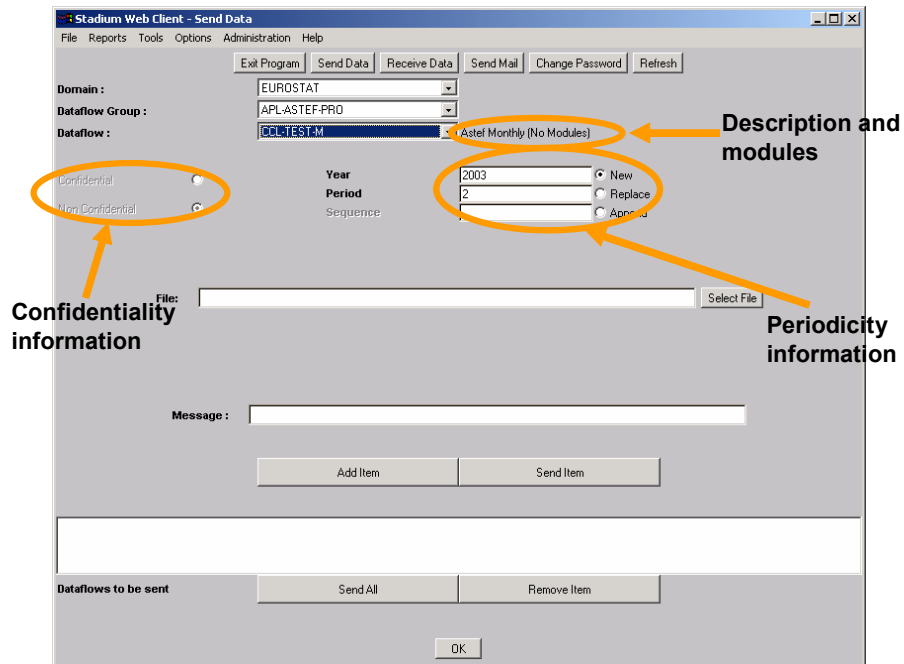 Stadium Web Client - Send Data
File Reports Tools Options Administration Help
Exit Program Send Data Receive Data Send Mail Change Password Refresh
Domain : EUROSTAT
Dataflow Group : APL-ASTEF-PRO
Dataflow : CCL-TEST-M Astef Monthly (No Modules)
Description and
modules
Confidential Year 2003 New
Period 2 Replace
Non Confidential Sequence Append
File: Select File
Confidentiality
information
Periodicity
information
Message :
Add Item Send Item
Dataflows to be sent Send All Remove Item
OK